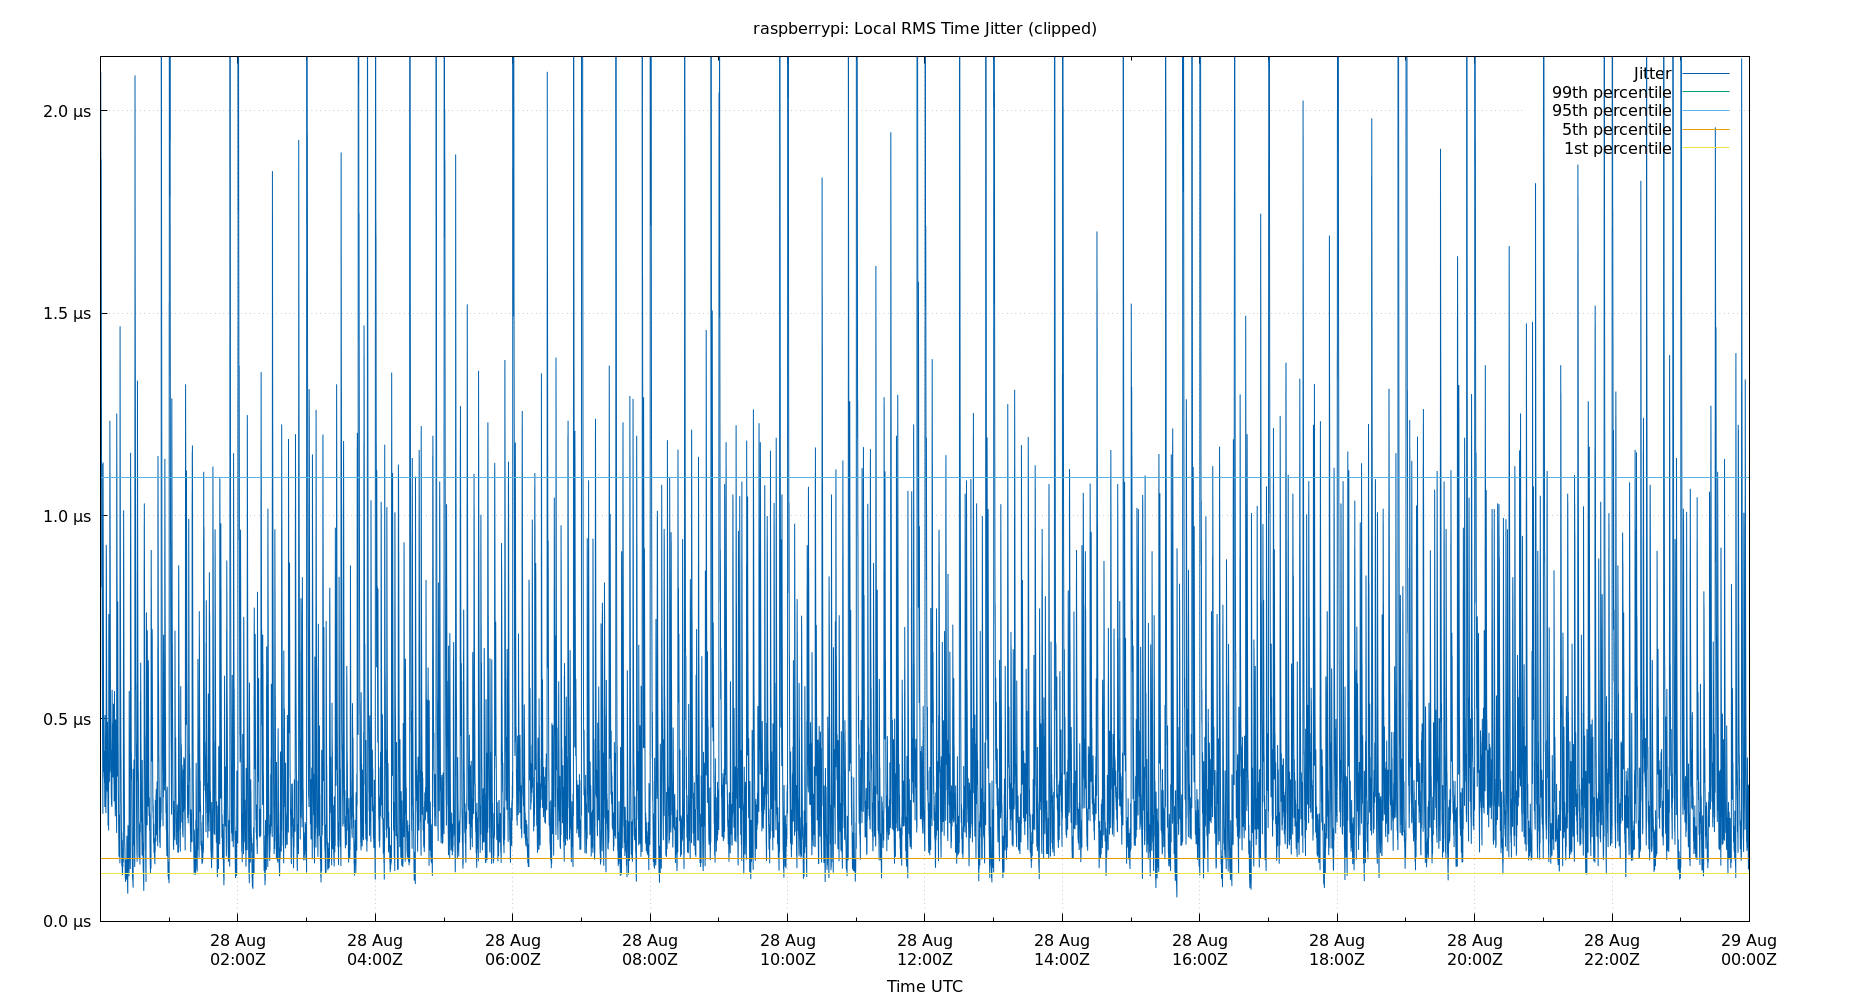 raspberrypi: Local RMS Time Jitter (clipped)
Jitter
99th percentile
95th percentile
5th percentile
1st percentile
2.0 µs
1.5 µs
1.0 µs
0.5 µs
0.0 µs
28 Aug 28 Aug 28 Aug 28 Aug 28 Aug 28 Aug 28 Aug 28 Aug 28 Aug 28 Aug 28 Aug 29 Aug
02:00Z 04:00Z 06:00Z 08:00Z 10:00Z 12:00Z 14:00Z 16:00Z 18:00Z 20:00Z 22:00Z 00:00Z
Time UTC